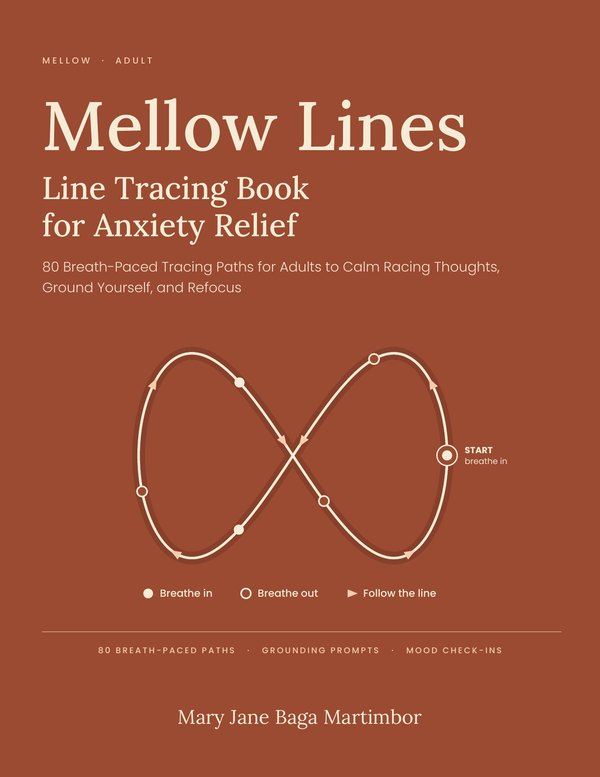 MELLOW · ADULT
Mellow Lines
Line Tracing Book
for Anxiety Relief
80 Breath-Paced Tracing Paths for Adults to Calm Racing Thoughts,
Ground Yourself, and Refocus
START
breathe in
Breathe in Breathe out Follow the line
80 BREATH-PACED PATHS · GROUNDING PROMPTS · MOOD CHECK-INS
Mary Jane Baga Martimbor